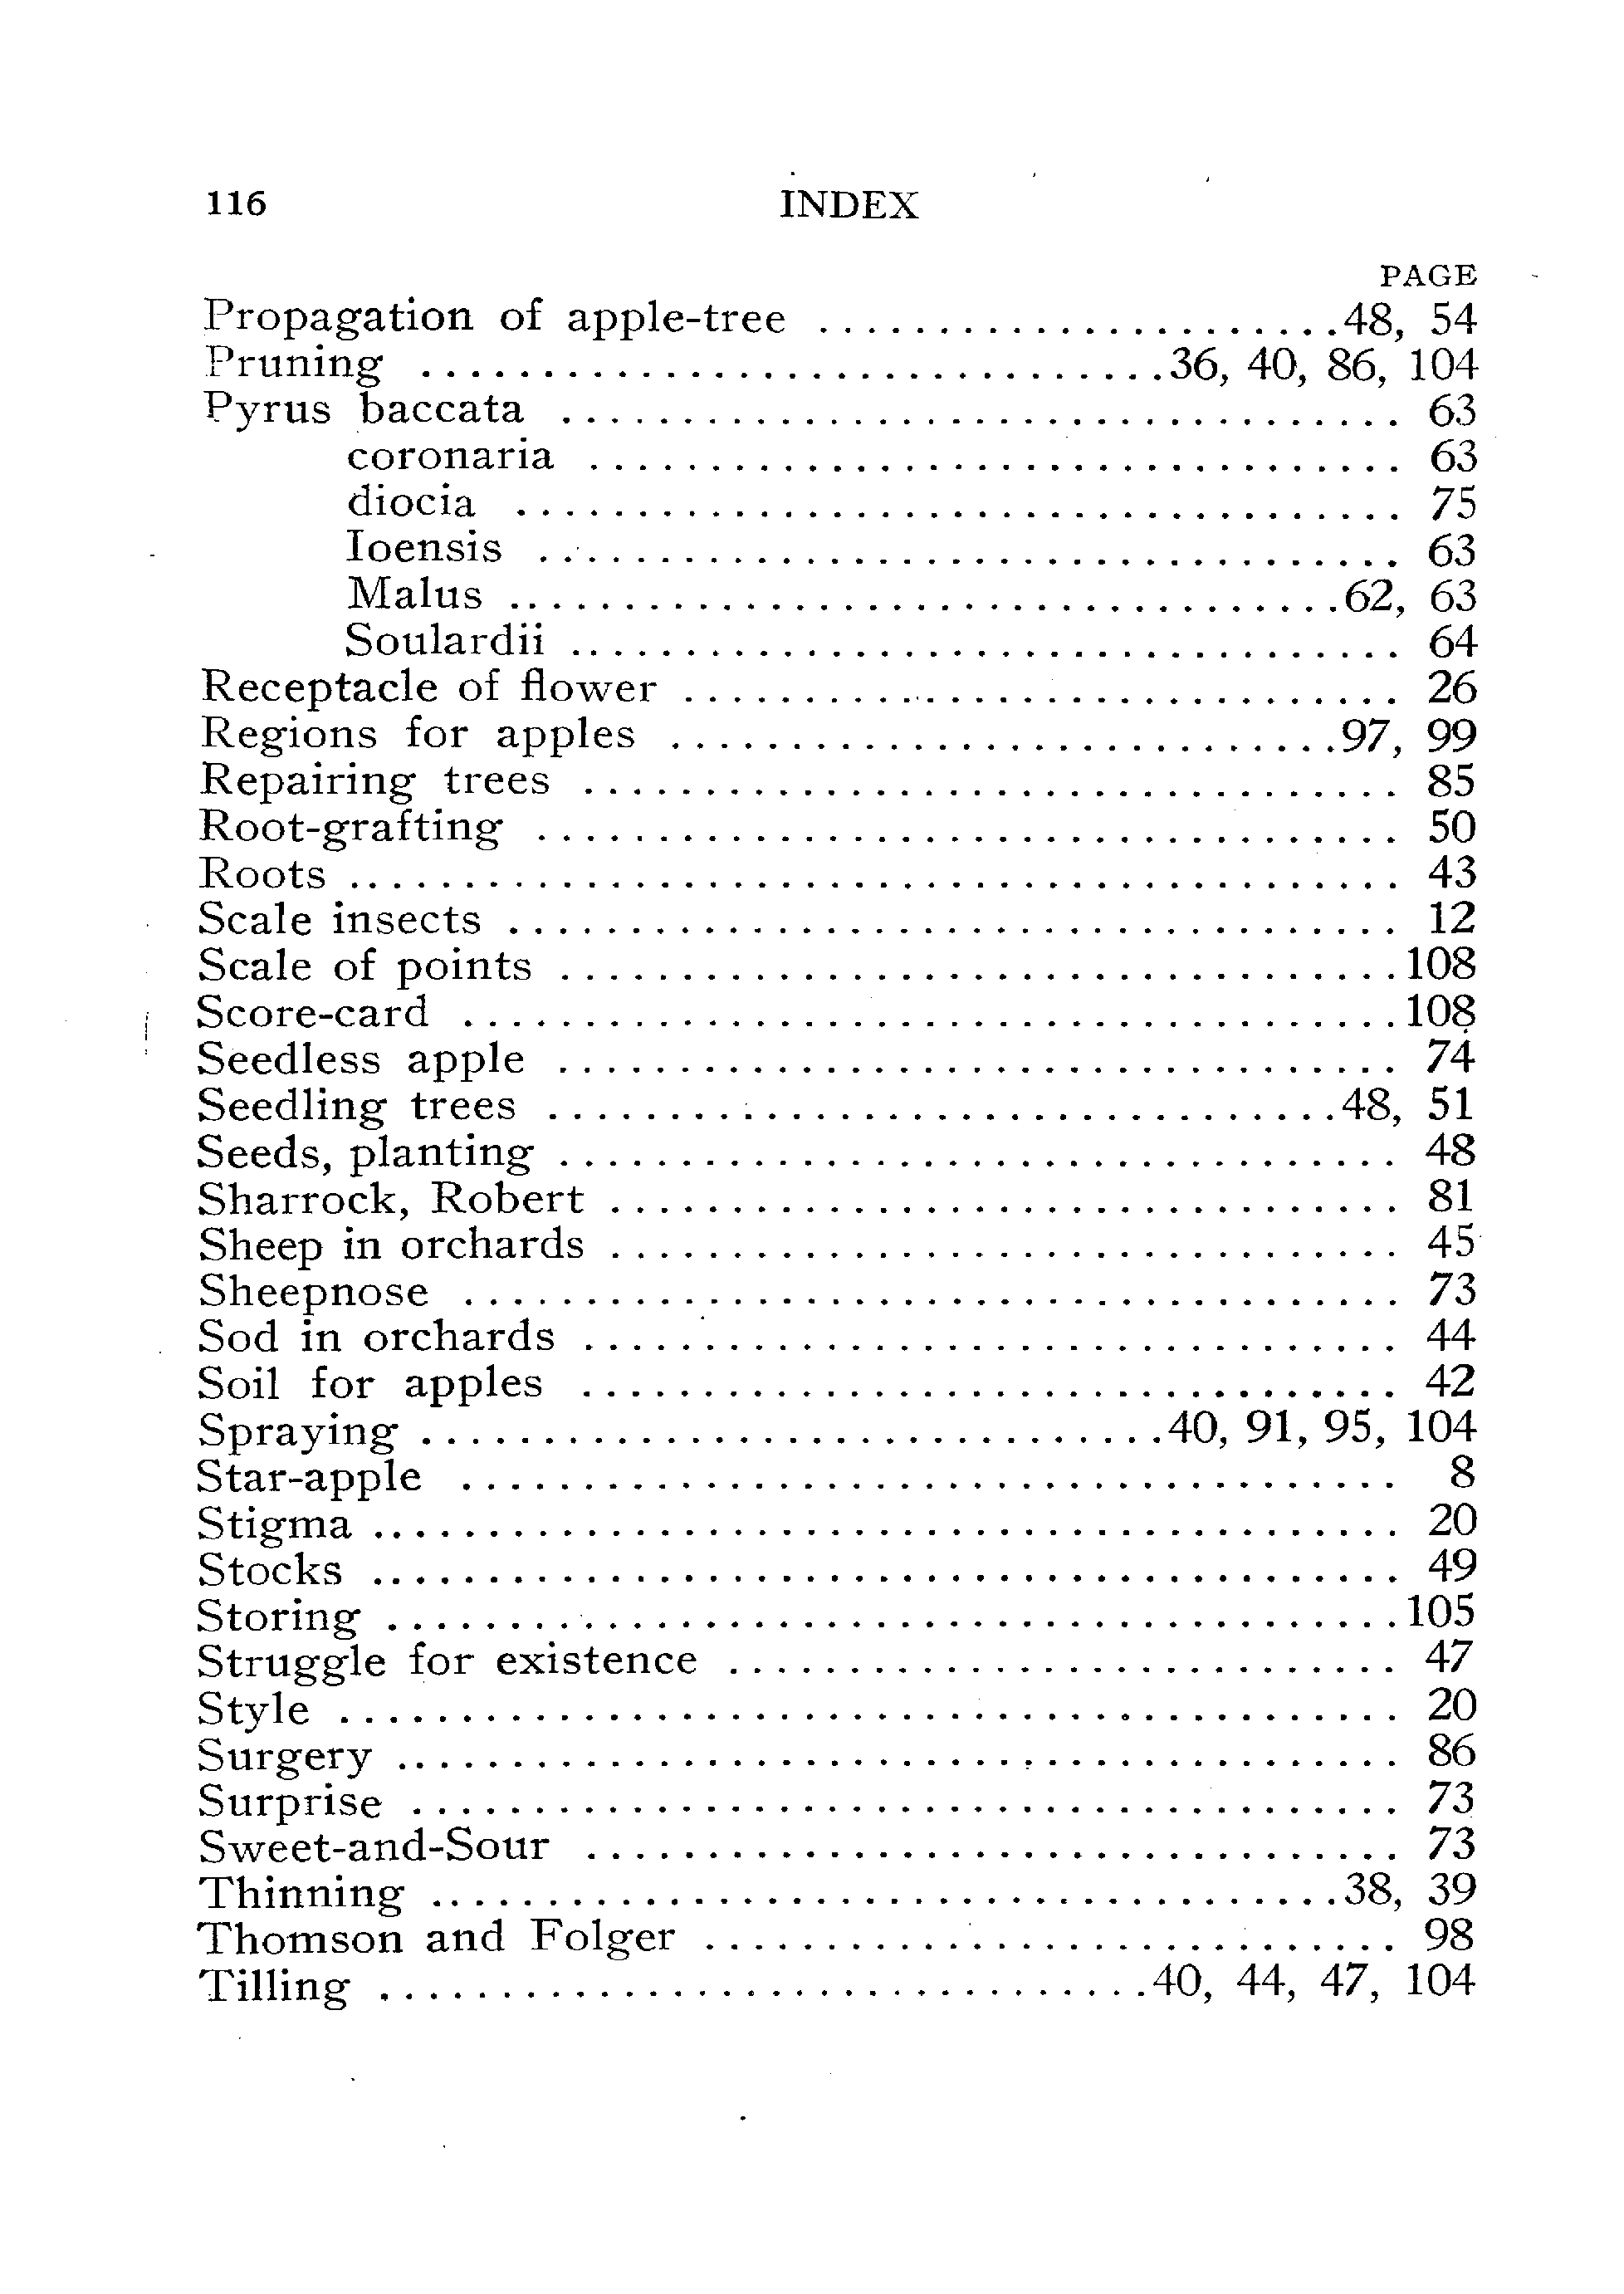 116 INDEX
PAGE
Propagation of apple-tree ..................... 48, 54
Pruning .............................. 36, 40, 86, 104
Pyrus baccata .................................. 63
coronaria .................................. 63
diocia .................................... 75
Ioensis ................................... 63
Malus ................................. 62, 63
Soulardii .................................. 64
Receptacle of flower ............................. 26
Regions for apples ........................... 97, 99
Repairing trees ................................. 85
Root-grafting ................................... 50
Roots .......................................... 43
Scale insects .................................... 12
Scale of points .................................. 108
Score-card ...................................... 108
Seedless apple .................................. 74
Seedling trees ................................ 48, 51
Seeds, planting .................................. 48
Sharrock, Robert ................................ 81
Sheep in orchards ................................ 45
Sheepnose ...................................... 73
Sod in orchards ................................. 44
Soil for apples ................................. 42
Spraying .............................. 40, 91, 95, 104
Star-apple ...................................... 8
Stigma .......................................... 20
Stocks .......................................... 49
Storing ......................................... 105
Struggle for existence ........................... 47
Style ........................................... 20
Surgery ......................................... 86
Surprise ........................................ 73
Sweet-and-Sour ................................. 73
Thinning ..................................... 38, 39
Thomson and Folger ............................. 98
Tilling ............................... 40, 44, 47, 104